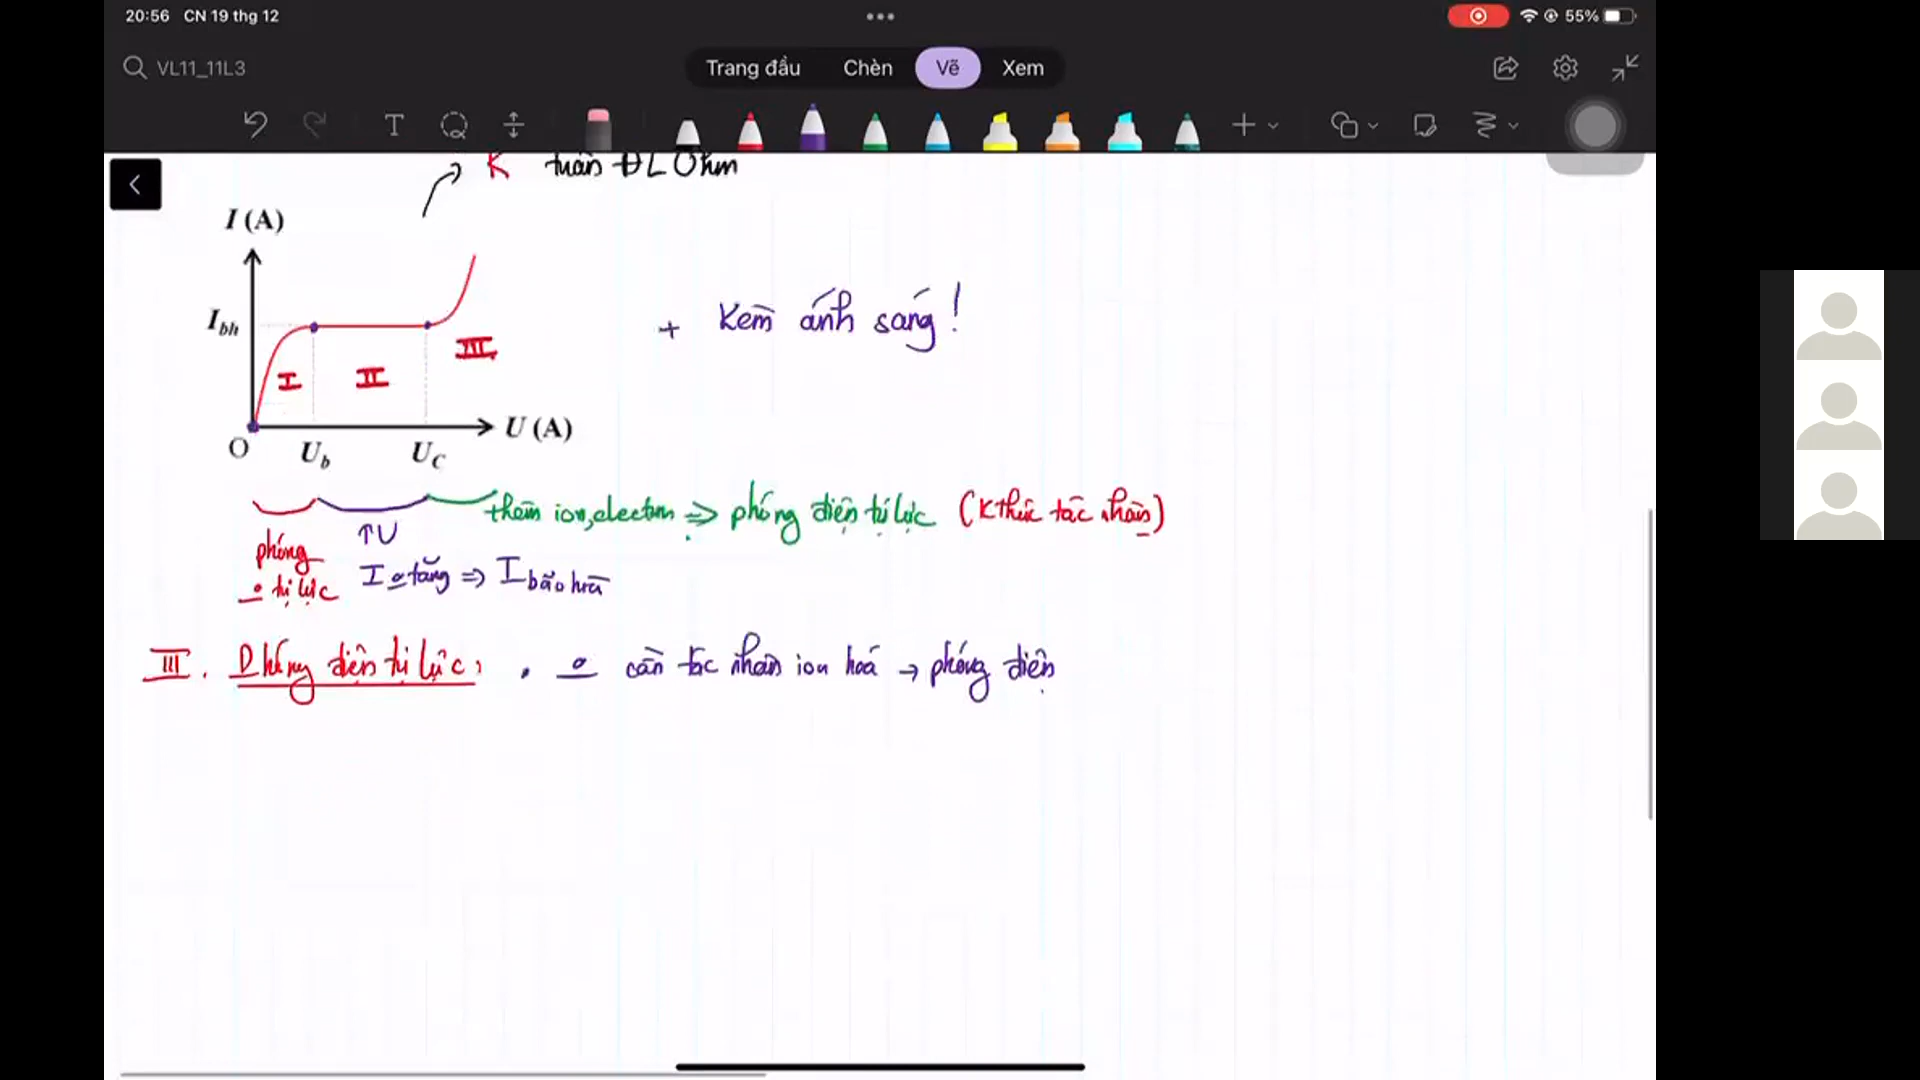 20:56 CN 19 thg 12
55%
VL11_11L3
Trang đầu Chèn Vẽ Xem
K tuân ĐL Ohm
I (A)
Ibh
I II III
+ Kèm ánh sáng!
U (A)
O Ub UC
thêm ion, electron => phóng điện tự lực (K thúc tác nhân)
↑U
phóng
o tự lực
I o tăng => I bão hoà
III. Phóng điện tự lực: . o cần tác nhân ion hoá → phóng điện